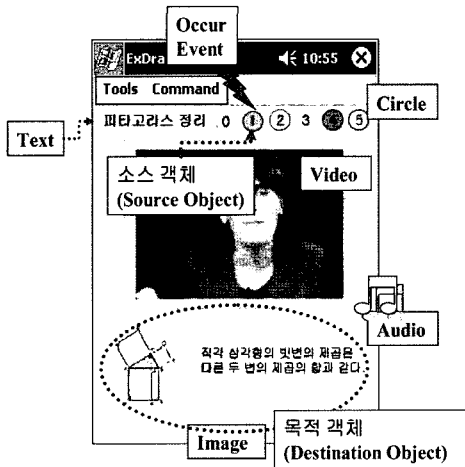 Occur
Event
ExDra
10:55
Tools Command
피타고리스 정리 0 1 2 3 4 5
Circle
Text
소스 객체
(Source Object)
Video
Audio
직각 삼각형의 빗변의 제곱은
다른 두 변의 제곱의 합과 같다.
Image
목적 객체
(Destination Object)